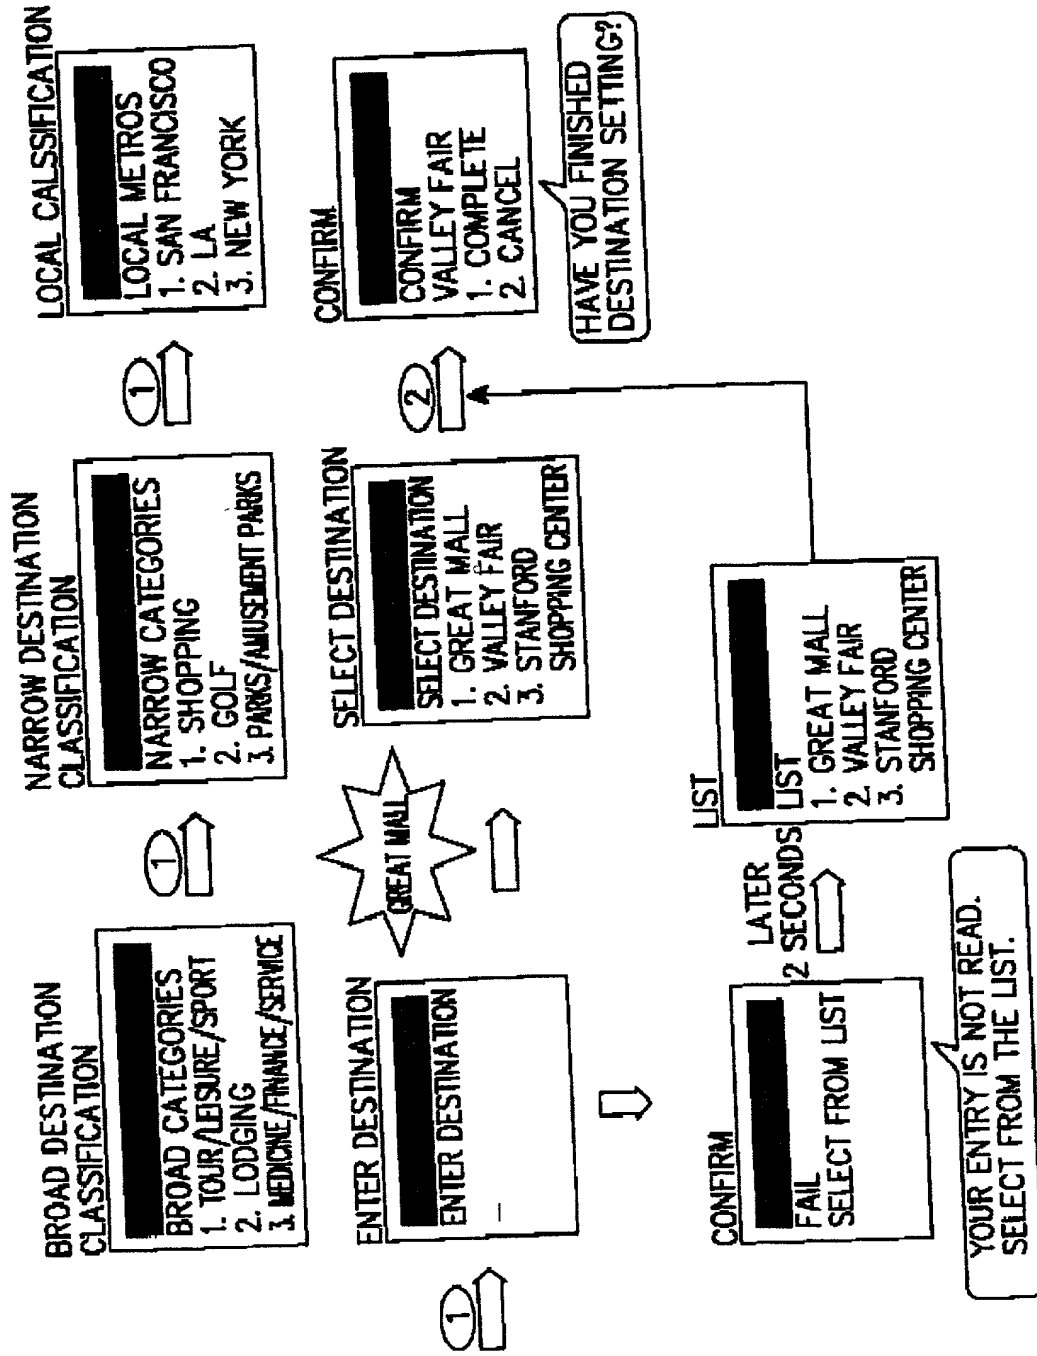 BROAD DESTINATION
CLASSIFICATION
BROAD CATEGORIES
1. TOUR/LEISURE/SPORT
2. LODGING
3. MEDICINE/FINANCE/SERVICE
1
NARROW DESTINATION
CLASSIFICATION
NARROW CATEGORIES
1. SHOPPING
2. GOLF
3. PARKS/AMUSEMENT PARKS
1
LOCAL CALSSIFICATION
LOCAL METROS
1. SAN FRANCISCO
2. LA
3. NEW YORK
1
ENTER DESTINATION
ENTER DESTINATION
GREAT MALL
SELECT DESTINATION
SELECT DESTINATION
1. GREAT MALL
2. VALLEY FAIR
3. STANFORD
SHOPPING CENTER
2
CONFIRM
CONFIRM
VALLEY FAIR
1. COMPLETE
2. CANCEL
HAVE YOU FINISHED
DESTINATION SETTING?
CONFIRM
FAIL
SELECT FROM LIST
YOUR ENTRY IS NOT READ.
SELECT FROM THE LIST.
LATER
2 SECONDS
LIST
LIST
1. GREAT MALL
2. VALLEY FAIR
3. STANFORD
SHOPPING CENTER